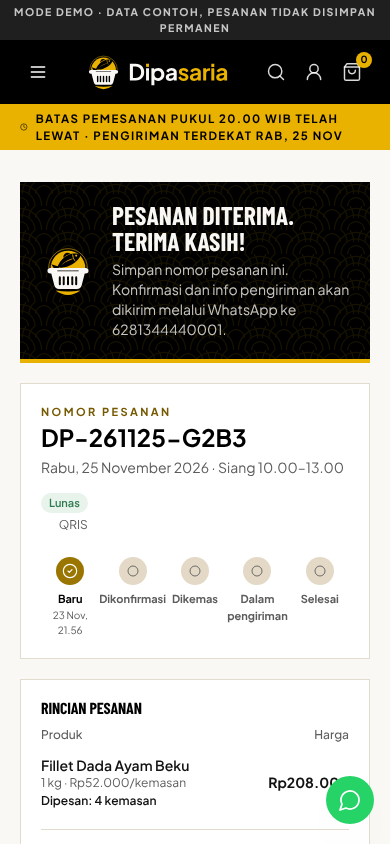 MODE DEMO · DATA CONTOH, PESANAN TIDAK DISIMPAN
PERMANEN
Dipasaria
0
BATAS PEMESANAN PUKUL 20.00 WIB TELAH
LEWAT · PENGIRIMAN TERDEKAT RAB, 25 NOV
PESANAN DITERIMA.
TERIMA KASIH!
Simpan nomor pesanan ini.
Konfirmasi dan info pengiriman akan
dikirim melalui WhatsApp ke
6281344440001.
NOMOR PESANAN
DP-261125-G2B3
Rabu, 25 November 2026 · Siang 10.00–13.00
Lunas
QRIS
Baru
23 Nov,
21.56
Dikonfirmasi
Dikemas
Dalam
pengiriman
Selesai
RINCIAN PESANAN
Produk Harga
Fillet Dada Ayam Beku
1 kg · Rp52.000/kemasan Rp208.00
Dipesan: 4 kemasan